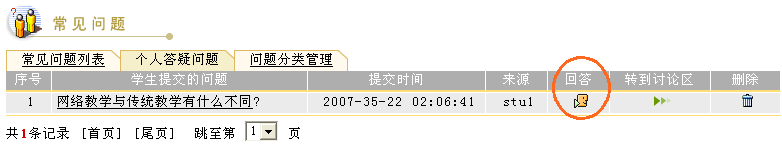 常见问题
常见问题列表 个人答疑问题 问题分类管理
序号 学生提交的问题 提交时间 来源 回答 转到讨论区 删除
1 网络教学与传统教学有什么不同? 2007-35-22 02:06:41 stu1
共1条记录 [首页] [尾页] 跳至第 1 页